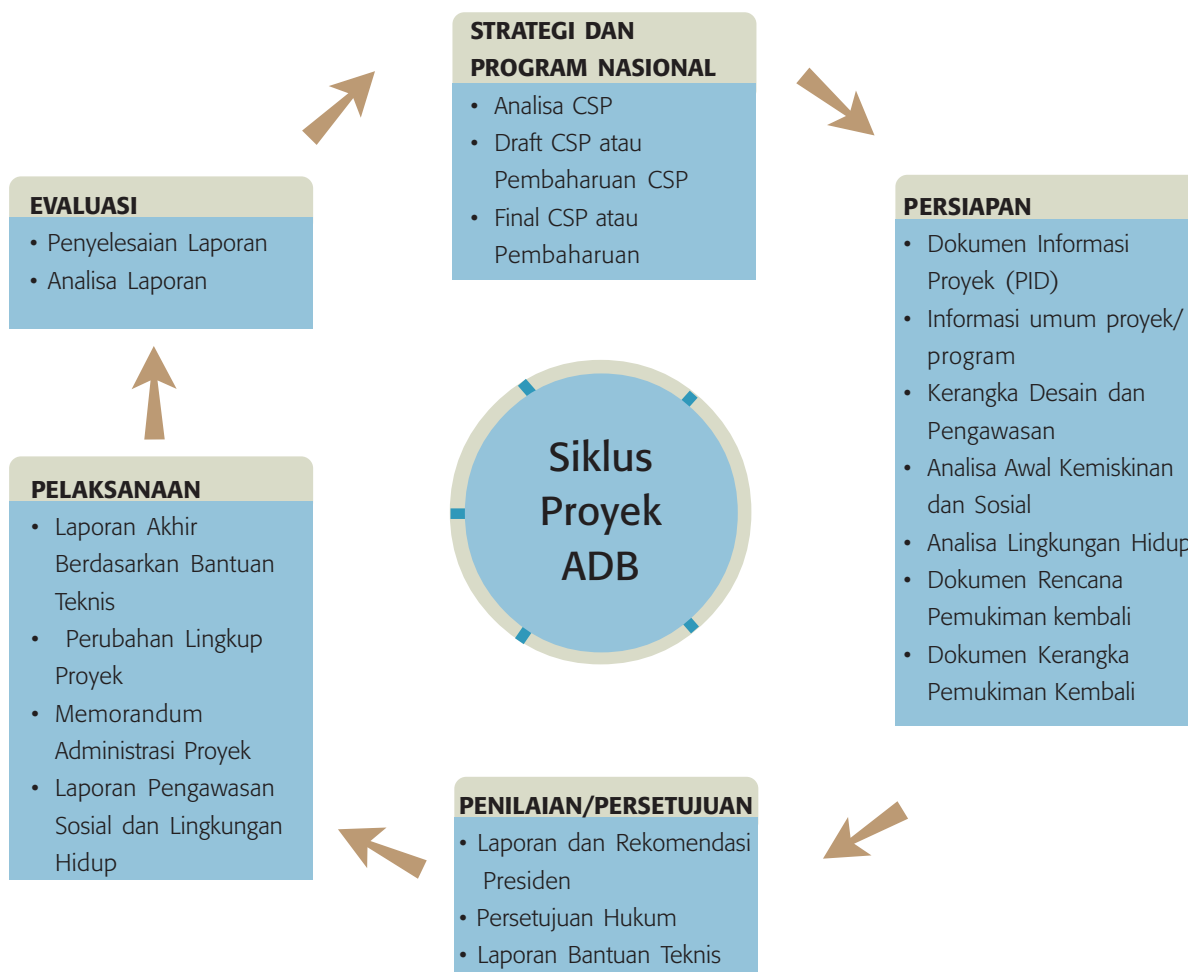 STRATEGI DAN
PROGRAM NASIONAL
• Analisa CSP
• Draft CSP atau
Pembaharuan CSP
• Final CSP atau
Pembaharuan
PERSIAPAN
• Dokumen Informasi
Proyek (PID)
• Informasi umum proyek/
program
• Kerangka Desain dan
Pengawasan
• Analisa Awal Kemiskinan
dan Sosial
• Analisa Lingkungan Hidup
• Dokumen Rencana
Pemukiman kembali
• Dokumen Kerangka
Pemukiman Kembali
PENILAIAN/PERSETUJUAN
• Laporan dan Rekomendasi
Presiden
• Persetujuan Hukum
• Laporan Bantuan Teknis
PELAKSANAAN
• Laporan Akhir
Berdasarkan Bantuan
Teknis
• Perubahan Lingkup
Proyek
• Memorandum
Administrasi Proyek
• Laporan Pengawasan
Sosial dan Lingkungan
Hidup
EVALUASI
• Penyelesaian Laporan
• Analisa Laporan
Siklus
Proyek
ADB